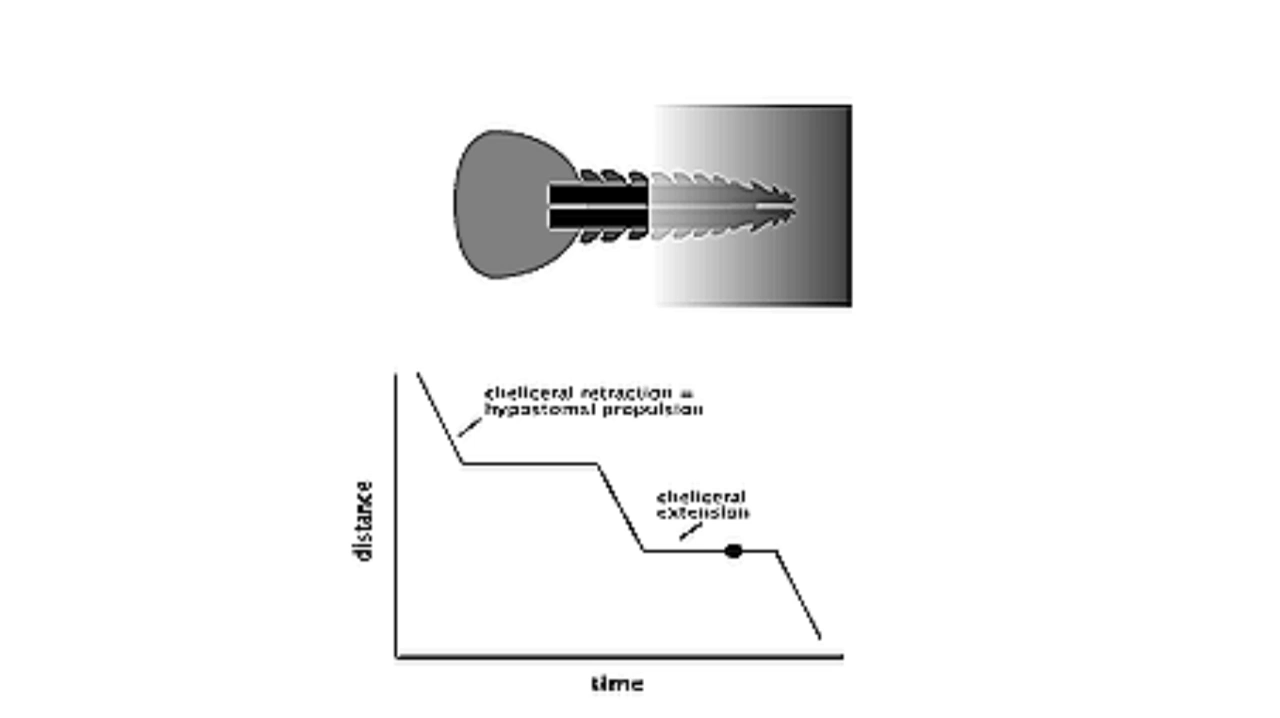 cheliceral retraction =
hypostomal propulsion
cheliceral
extension
distance
time